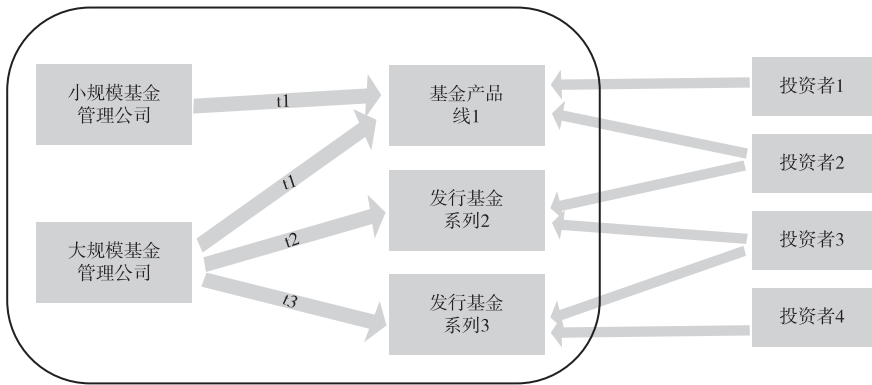 小规模基金
管理公司
t1
基金产品
线1
投资者1
投资者2
t1
发行基金
系列2
大规模基金
管理公司
t2
投资者3
t3
发行基金
系列3
投资者4